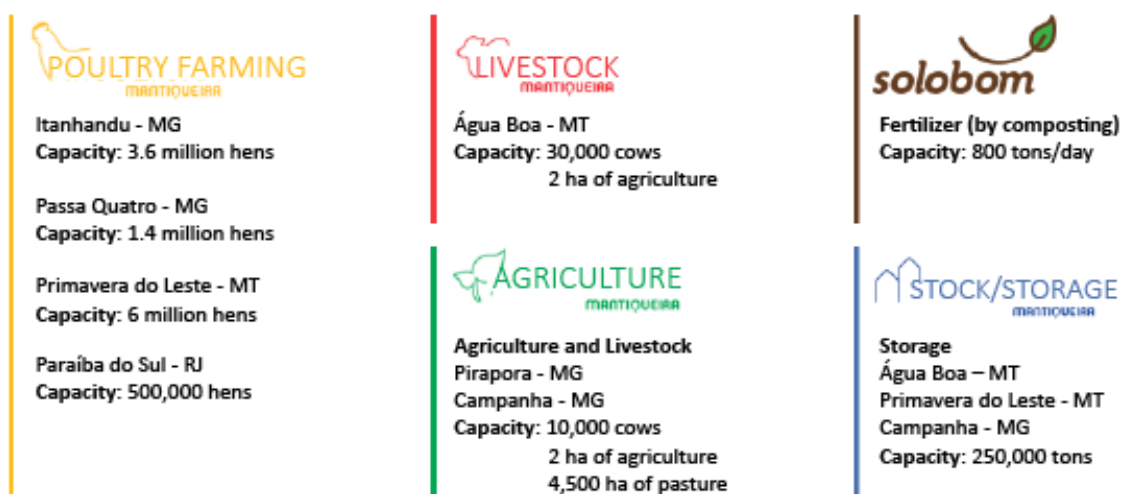 POULTRY FARMING
MANTIQUEIRA
Itanhandu - MG
Capacity: 3.6 million hens
Passa Quatro - MG
Capacity: 1.4 million hens
Primavera do Leste - MT
Capacity: 6 million hens
Paraíba do Sul - RJ
Capacity: 500,000 hens
LIVESTOCK
MANTIQUEIRA
Água Boa - MT
Capacity: 30,000 cows
2 ha of agriculture
AGRICULTURE
MANTIQUEIRA
Agriculture and Livestock
Pirapora - MG
Campanha - MG
Capacity: 10,000 cows
2 ha of agriculture
4,500 ha of pasture
solobom
Fertilizer (by composting)
Capacity: 800 tons/day
STOCK/STORAGE
MANTIQUEIRA
Storage
Água Boa – MT
Primavera do Leste - MT
Campanha - MG
Capacity: 250,000 tons